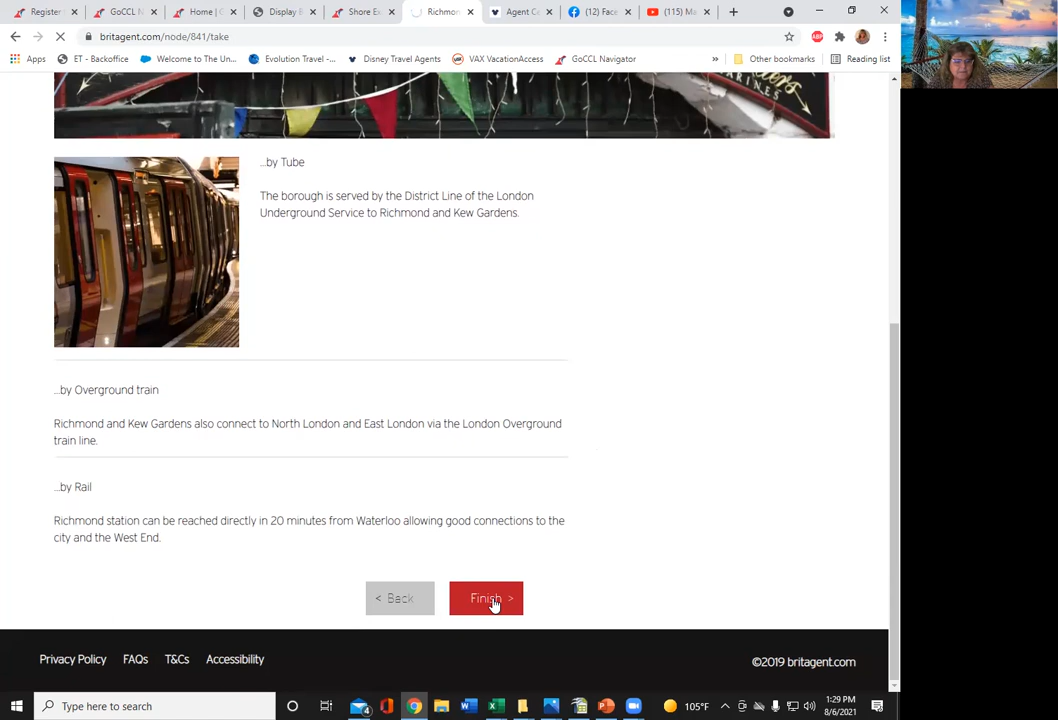 Register
GoCCL N
Home | G
Display B
Shore Ex
Richmon
Agent Ce
(12) Face
(115) Ma
britagent.com/node/841/take
Apps
ET - Backoffice
Welcome to The Un...
Evolution Travel -...
Disney Travel Agents
VAX VacationAccess
GoCCL Navigator
»
Other bookmarks
Reading list
...by Tube
The borough is served by the District Line of the London
Underground Service to Richmond and Kew Gardens.
...by Overground train
Richmond and Kew Gardens also connect to North London and East London via the London Overground
train line.
...by Rail
Richmond station can be reached directly in 20 minutes from Waterloo allowing good connections to the
city and the West End.
< Back
Finish >
Privacy Policy
FAQs
T&Cs
Accessibility
©2019 britagent.com
Type here to search
105°F
1:29 PM
8/6/2021